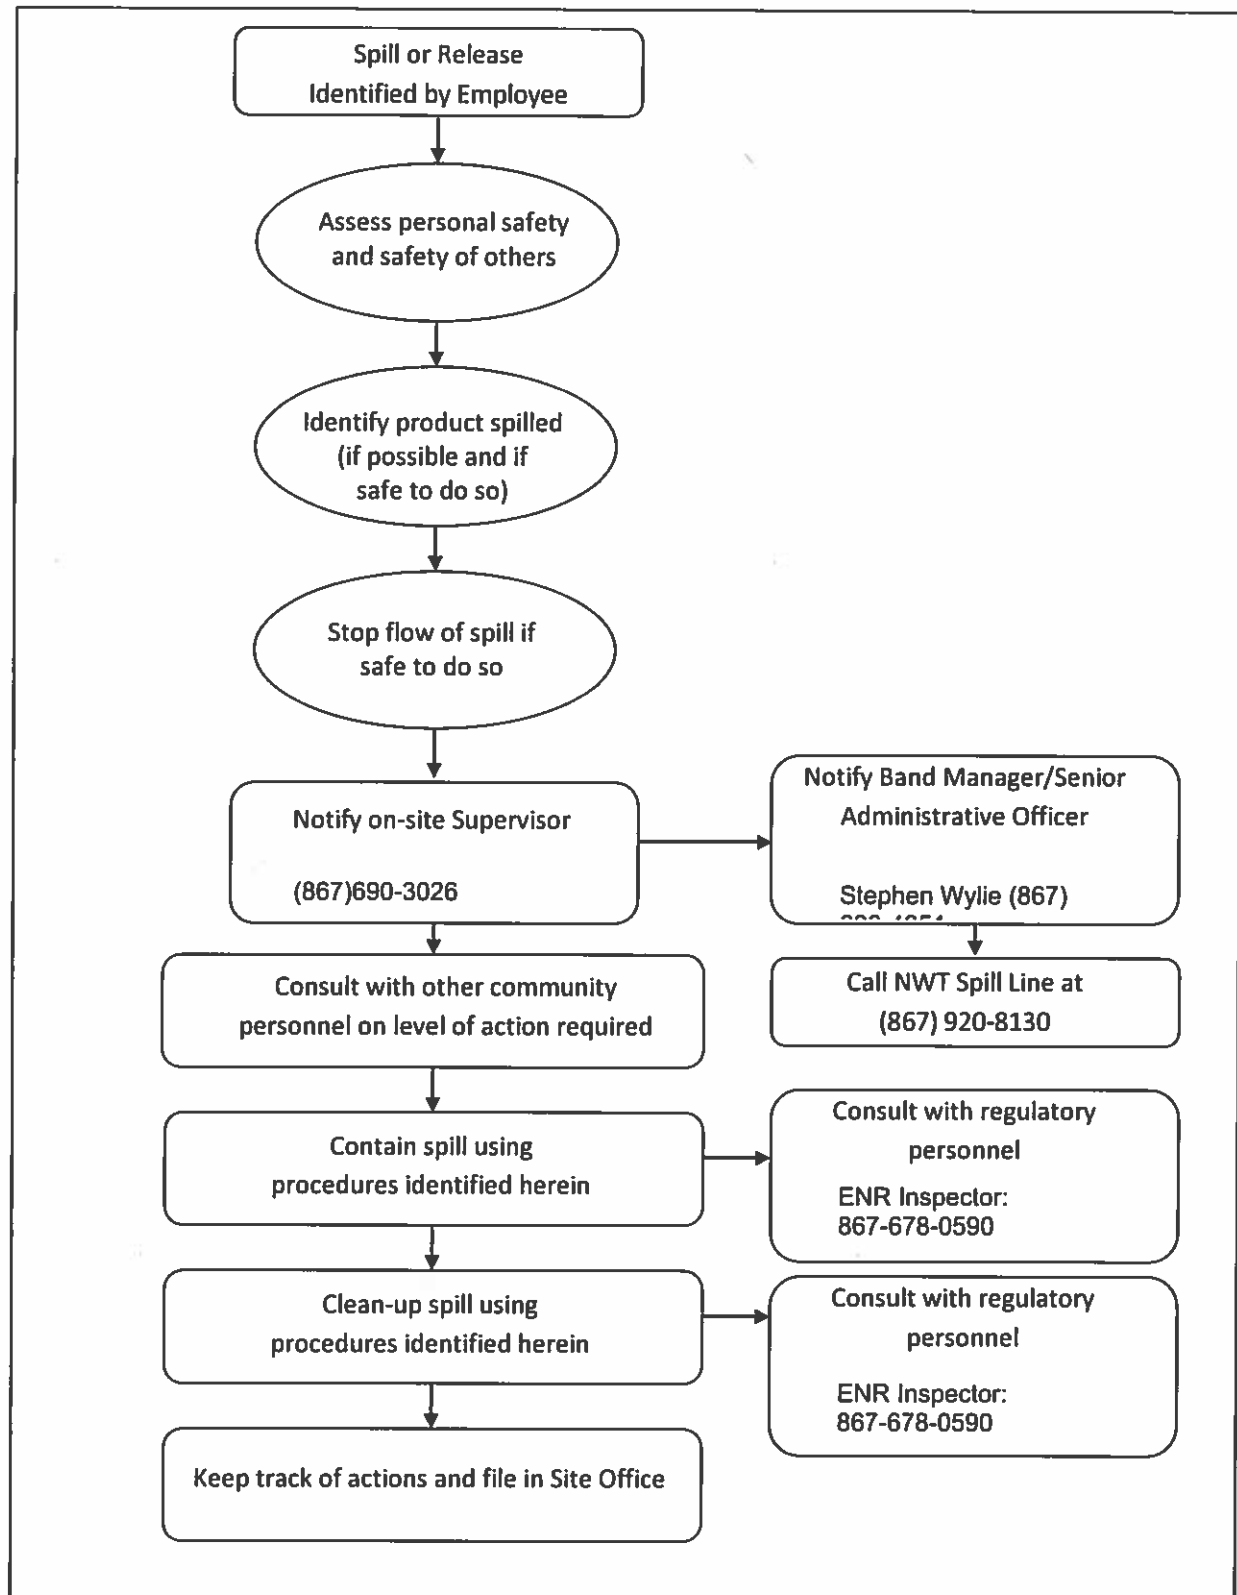 Spill or Release
Identified by Employee
Assess personal safety
and safety of others
Identify product spilled
(if possible and if
safe to do so)
Stop flow of spill if
safe to do so
Notify on-site Supervisor
(867)690-3026
Notify Band Manager/Senior
Administrative Officer
Stephen Wylie (867)
Call NWT Spill Line at
(867) 920-8130
Consult with other community
personnel on level of action required
Contain spill using
procedures identified herein
Consult with regulatory
personnel
ENR Inspector:
867-678-0590
Clean-up spill using
procedures identified herein
Consult with regulatory
personnel
ENR Inspector:
867-678-0590
Keep track of actions and file in Site Office